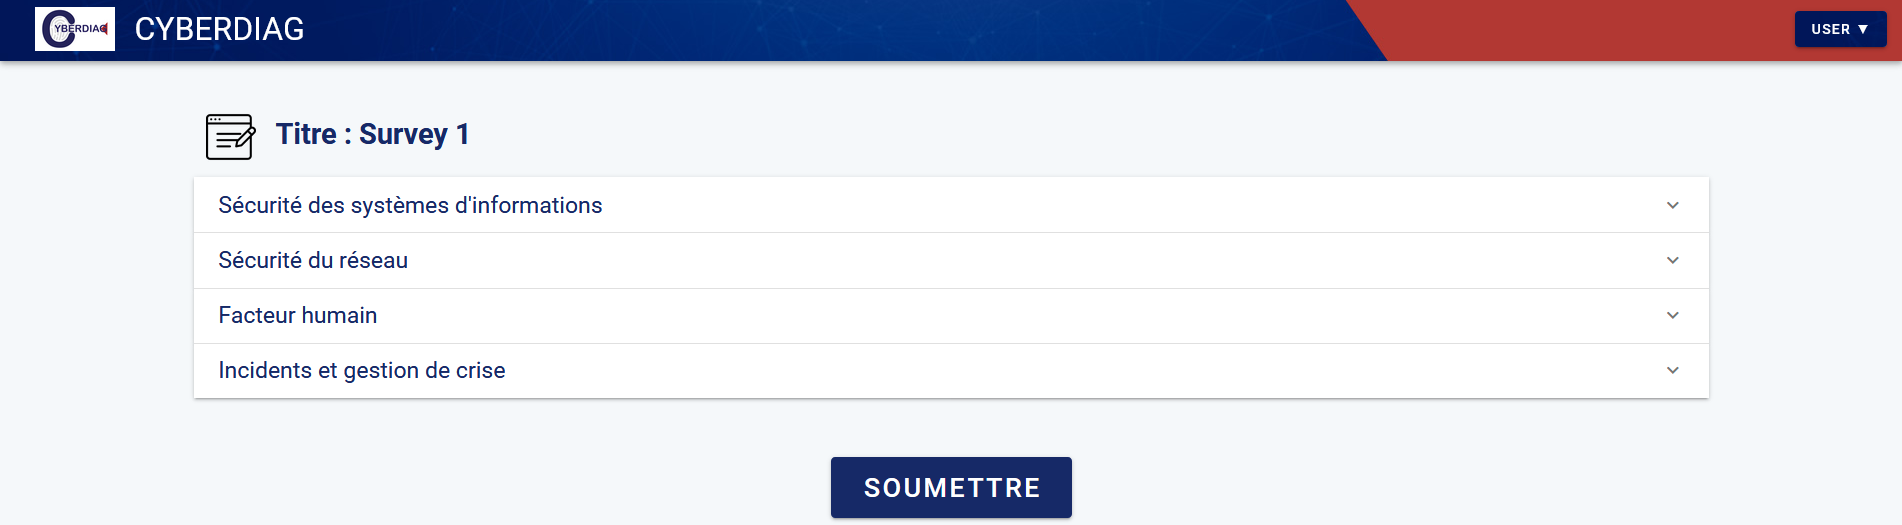 CYBERDIAG
CYBERDIAG
USER ▼
Titre : Survey 1
Sécurité des systèmes d'informations
Sécurité du réseau
Facteur humain
Incidents et gestion de crise
SOUMETTRE